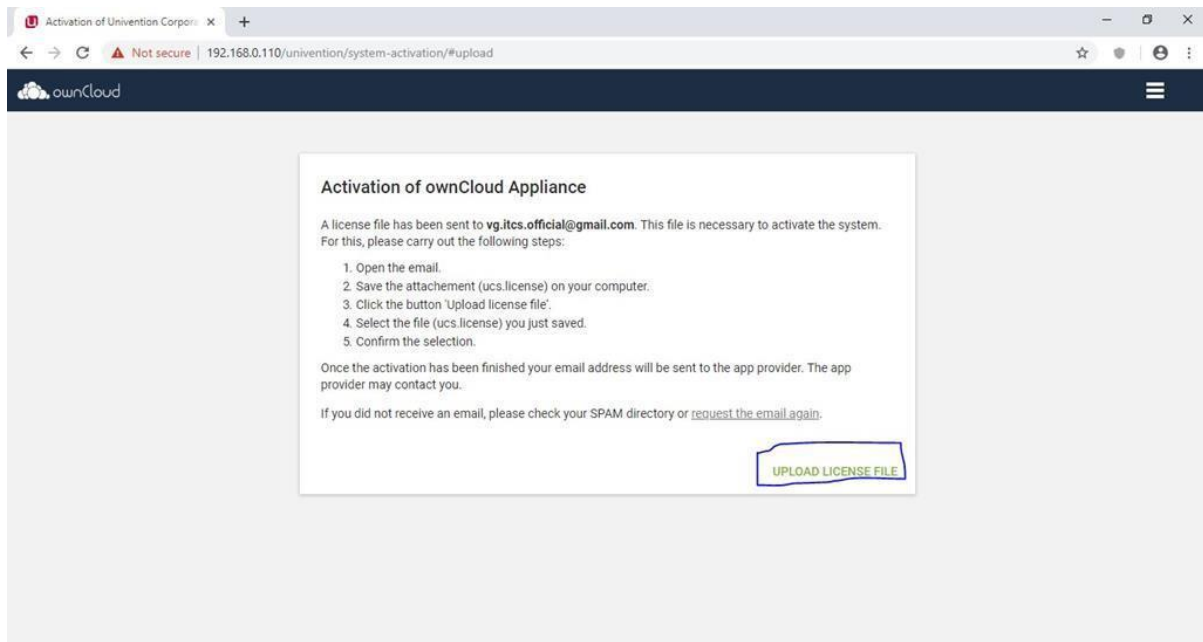 Activation of Univention Corpora
Not secure | 192.168.0.110/univention/system-activation/#upload
ownCloud
Activation of ownCloud Appliance
A license file has been sent to vg.itcs.official@gmail.com. This file is necessary to activate the system.
For this, please carry out the following steps:
1. Open the email.
2. Save the attachement (ucs.license) on your computer.
3. Click the button 'Upload license file'.
4. Select the file (ucs.license) you just saved.
5. Confirm the selection.
Once the activation has been finished your email address will be sent to the app provider. The app
provider may contact you.
If you did not receive an email, please check your SPAM directory or request the email again.
UPLOAD LICENSE FILE